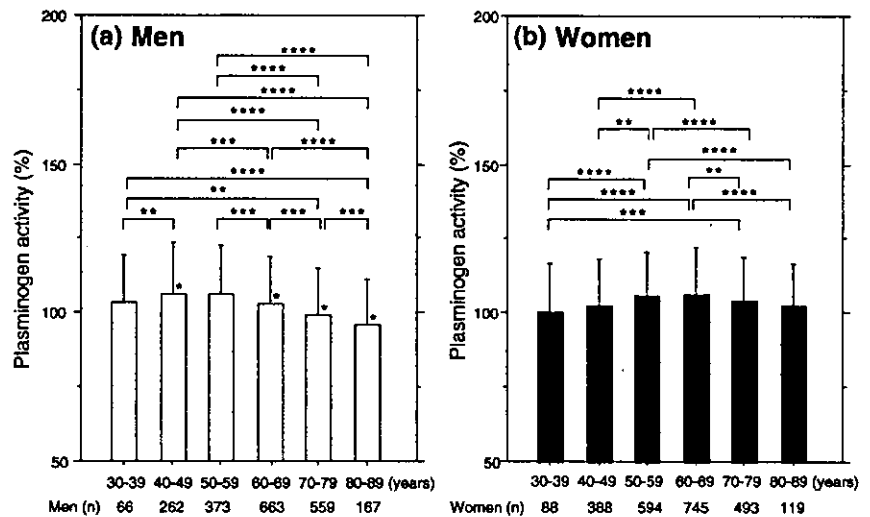 (a) Men
Plasminogen activity (%)
200
150
100
50
****
****
****
****
*** ****
****
**
** *** *** ***
* * * *
30-39 40-49 50-59 60-69 70-79 80-89 (years)
Men (n) 66 262 373 663 559 167
(b) Women
Plasminogen activity (%)
200
150
100
50
****
** ****
****
**** **
**** ****
***
30-39 40-49 50-59 60-69 70-79 80-89 (years)
Women (n) 88 388 594 745 493 119